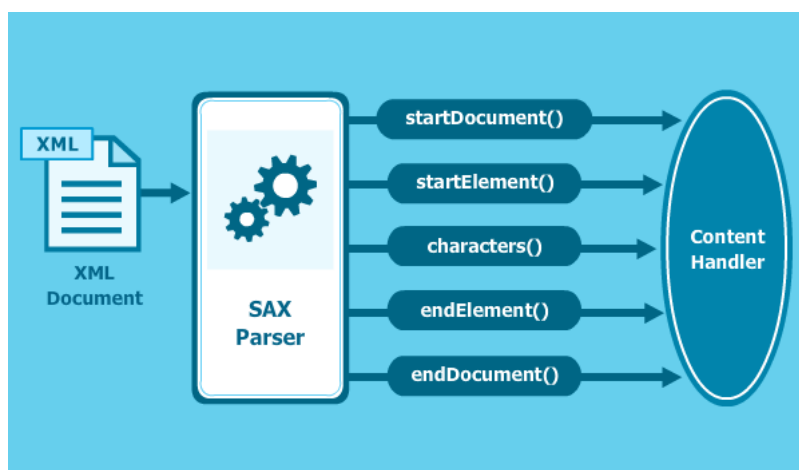 XML
XML
Document
SAX
Parser
startDocument()
startElement()
characters()
endElement()
endDocument()
Content
Handler